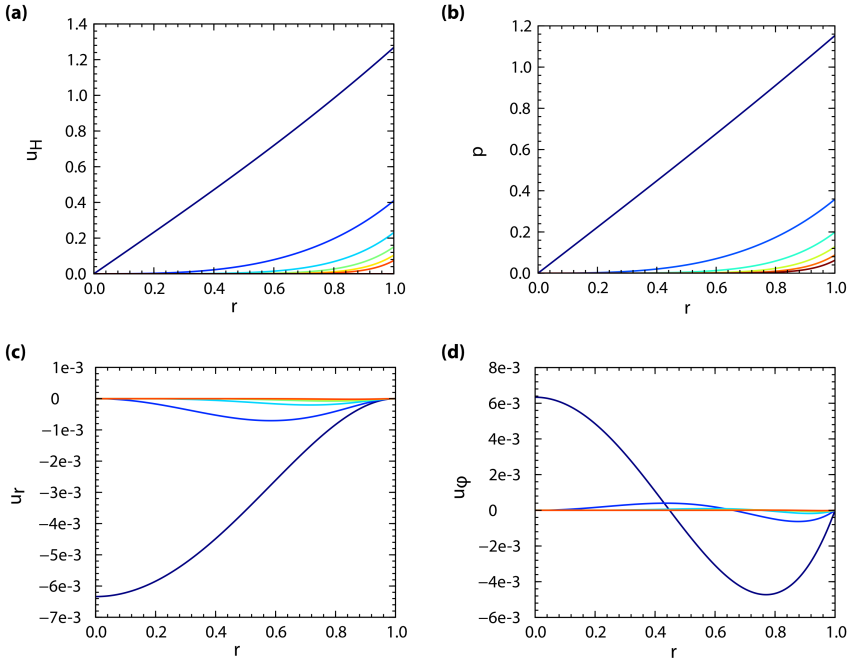 (a)
1.4
1.2
1.0
0.8
0.6
0.4
0.2
0.0
uH
0.0 0.2 0.4 0.6 0.8 1.0
r
(b)
1.2
1.0
0.8
0.6
0.4
0.2
0.0
p
0.0 0.2 0.4 0.6 0.8 1.0
r
(c)
1e-3
0
−1e-3
−2e-3
−3e-3
−4e-3
−5e-3
−6e-3
−7e-3
ur
0.0 0.2 0.4 0.6 0.8 1.0
r
(d)
8e-3
6e-3
4e-3
2e-3
0
−2e-3
−4e-3
−6e-3
uφ
0.0 0.2 0.4 0.6 0.8 1.0
r